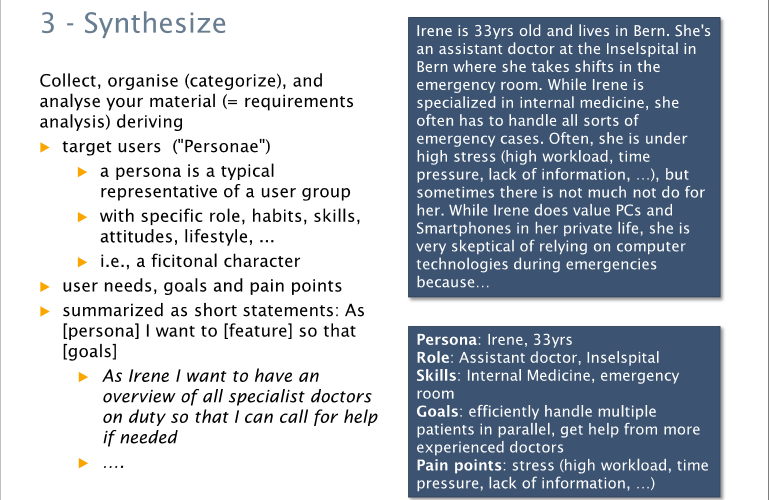 3 - Synthesize
Collect, organise (categorize), and
analyse your material (= requirements
analysis) deriving
target users ("Personae")
a persona is a typical
representative of a user group
with specific role, habits, skills,
attitudes, lifestyle, ...
i.e., a ficitonal character
user needs, goals and pain points
summarized as short statements: As
[persona] I want to [feature] so that
[goals]
As Irene I want to have an
overview of all specialist doctors
on duty so that I can call for help
if needed
....
Irene is 33yrs old and lives in Bern. She's
an assistant doctor at the Inselspital in
Bern where she takes shifts in the
emergency room. While Irene is
specialized in internal medicine, she
often has to handle all sorts of
emergency cases. Often, she is under
high stress (high workload, time
pressure, lack of information, …), but
sometimes there is not much not do for
her. While Irene does value PCs and
Smartphones in her private life, she is
very skeptical of relying on computer
technologies during emergencies
because…
Persona: Irene, 33yrs
Role: Assistant doctor, Inselspital
Skills: Internal Medicine, emergency
room
Goals: efficiently handle multiple
patients in parallel, get help from more
experienced doctors
Pain points: stress (high workload, time
pressure, lack of information, …)